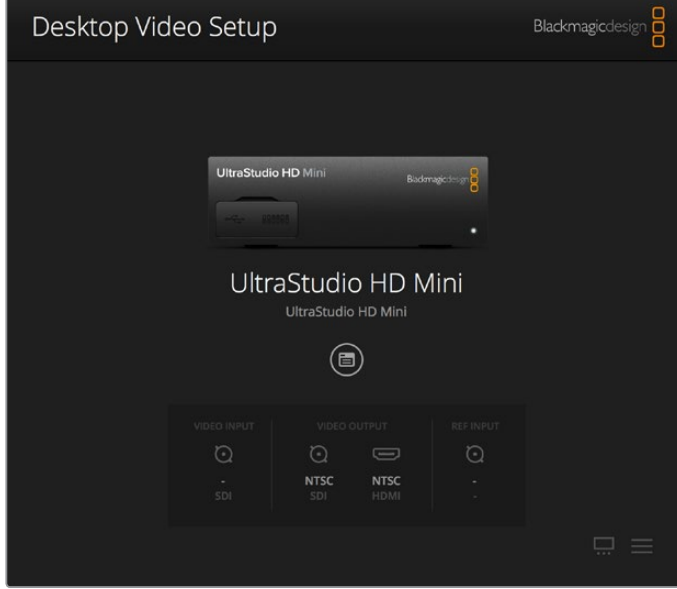 Desktop Video Setup
Blackmagicdesign
UltraStudio HD Mini
Blackmagicdesign
UltraStudio HD Mini
UltraStudio HD Mini
VIDEO INPUT VIDEO OUTPUT REF INPUT
- NTSC NTSC -
SDI SDI HDMI -